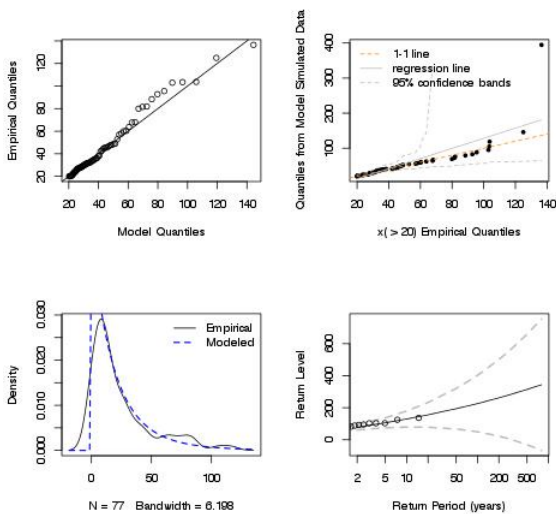 Empirical Quantiles
20 40 60 80 120
20 40 60 80 100 120 140
Model Quantiles
Quantiles from Model Simulated Data
100 200 300 400
1-1 line
regression line
95% confidence bands
20 40 60 80 100 120 140
x( > 20) Empirical Quantiles
Density
0.000 0.010 0.020 0.030
Empirical
Modeled
0 50 100
N = 77 Bandwidth = 6.198
Return Level
0 200 400 600
2 5 10 50 200 500
Return Period (years)